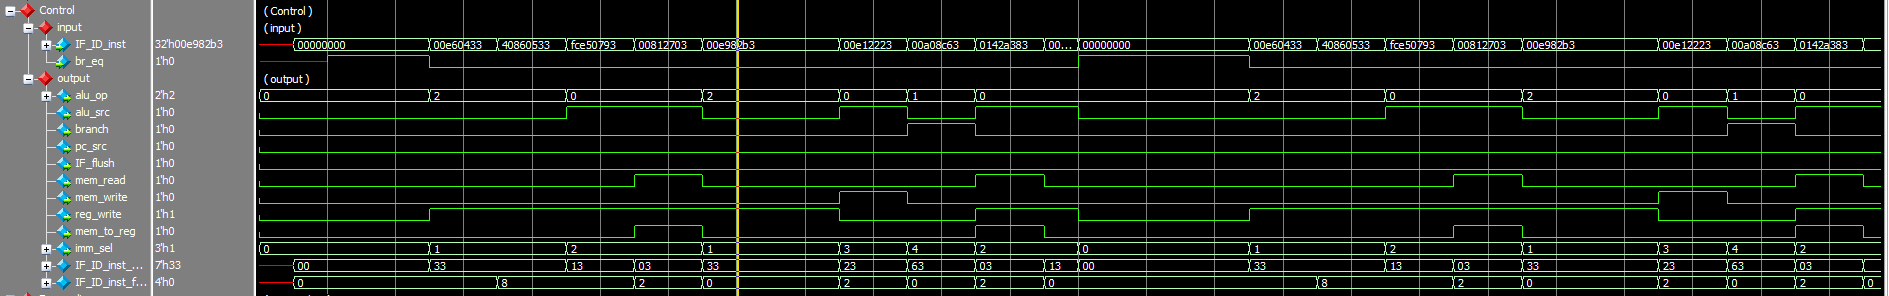 Control ( Control )
input ( input )
IF_ID_inst 32'h00e982b3 00000000 00e60433 40860533 fce50793 00812703 00e982b3 00e12223 00a08c63 0142a383 00... 00000000 00e60433 40860533 fce50793 00812703 00e982b3 00e12223 00a08c63 0142a383
br_eq 1'h0
output ( output )
alu_op 2'h2 0 2 0 2 0 1 0 2 0 2 0 1 0
alu_src 1'h0
branch 1'h0
pc_src 1'h0
IF_flush 1'h0
mem_read 1'h0
mem_write 1'h0
reg_write 1'h1
mem_to_reg 1'h0
imm_sel 3'h1 0 1 2 1 3 4 2 0 1 2 1 3 4 2
IF_ID_inst_... 7'h33 00 33 13 03 33 23 63 03 13 00 33 13 03 33 23 63 03
IF_ID_inst_f... 4'h0 0 8 2 0 2 0 2 0 8 2 0 2 0 2 0